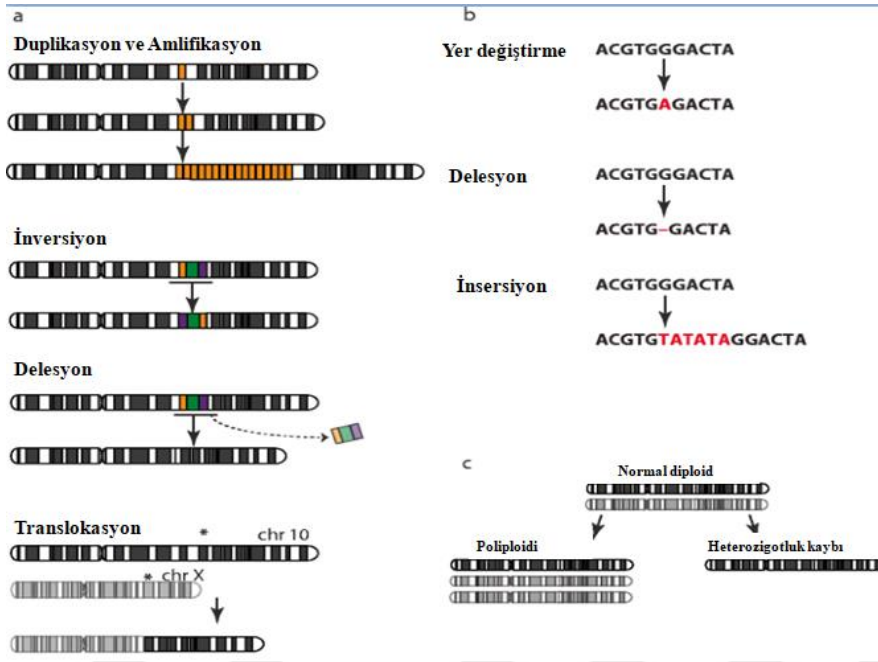 a
Duplikasyon ve Amlifikasyon
İnversiyon
Delesyon
Translokasyon
* chr 10
* chr X
b
Yer değiştirme ACGTGGGACTA
ACGTGAGACTA
Delesyon ACGTGGGACTA
ACGTG–GACTA
İnsersiyon ACGTGGGACTA
ACGTGTATATAGGACTA
c
Normal diploid
Poliploidi Heterozigotluk kaybı